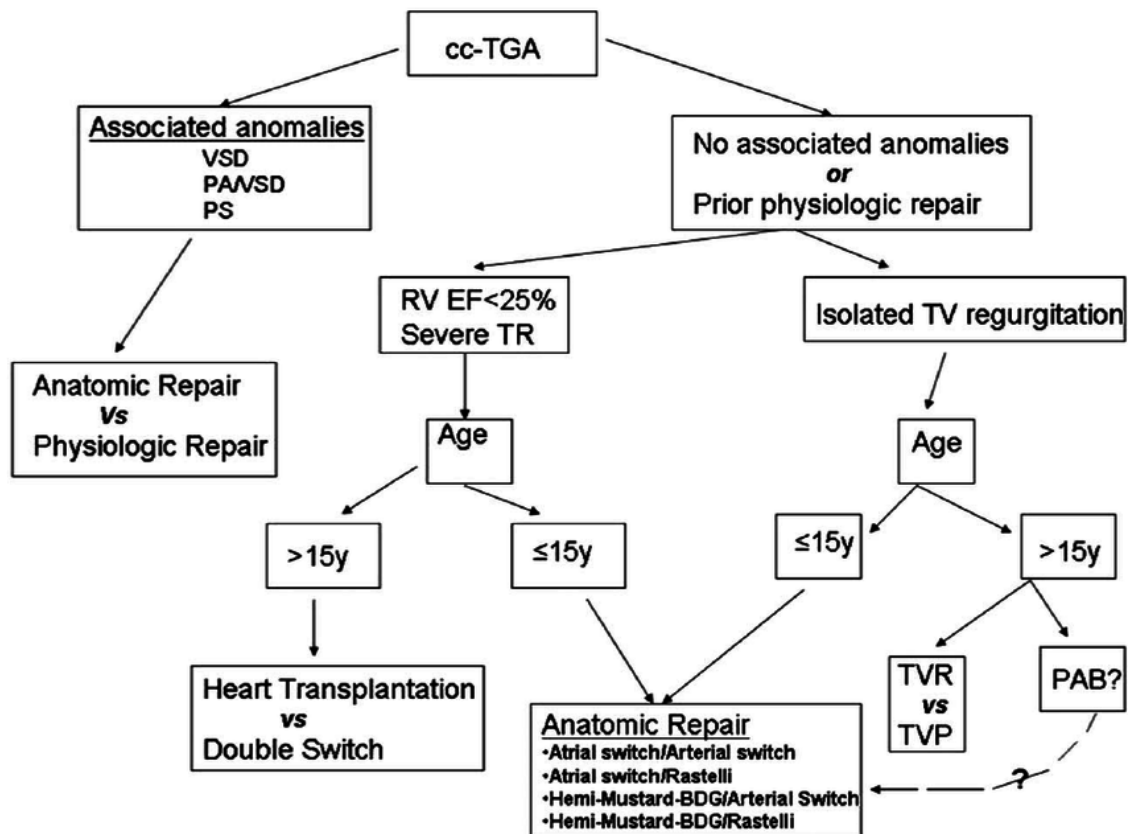 cc-TGA
Associated anomalies
VSD
PA/VSD
PS
No associated anomalies
or
Prior physiologic repair
RV EF<25%
Severe TR
Isolated TV regurgitation
Anatomic Repair
Vs
Physiologic Repair
Age
Age
>15y
≤15y
≤15y
>15y
Heart Transplantation
vs
Double Switch
Anatomic Repair
•Atrial switch/Arterial switch
•Atrial switch/Rastelli
•Hemi-Mustard-BDG/Arterial Switch
•Hemi-Mustard-BDG/Rastelli
TVR
vs
TVP
PAB?
?